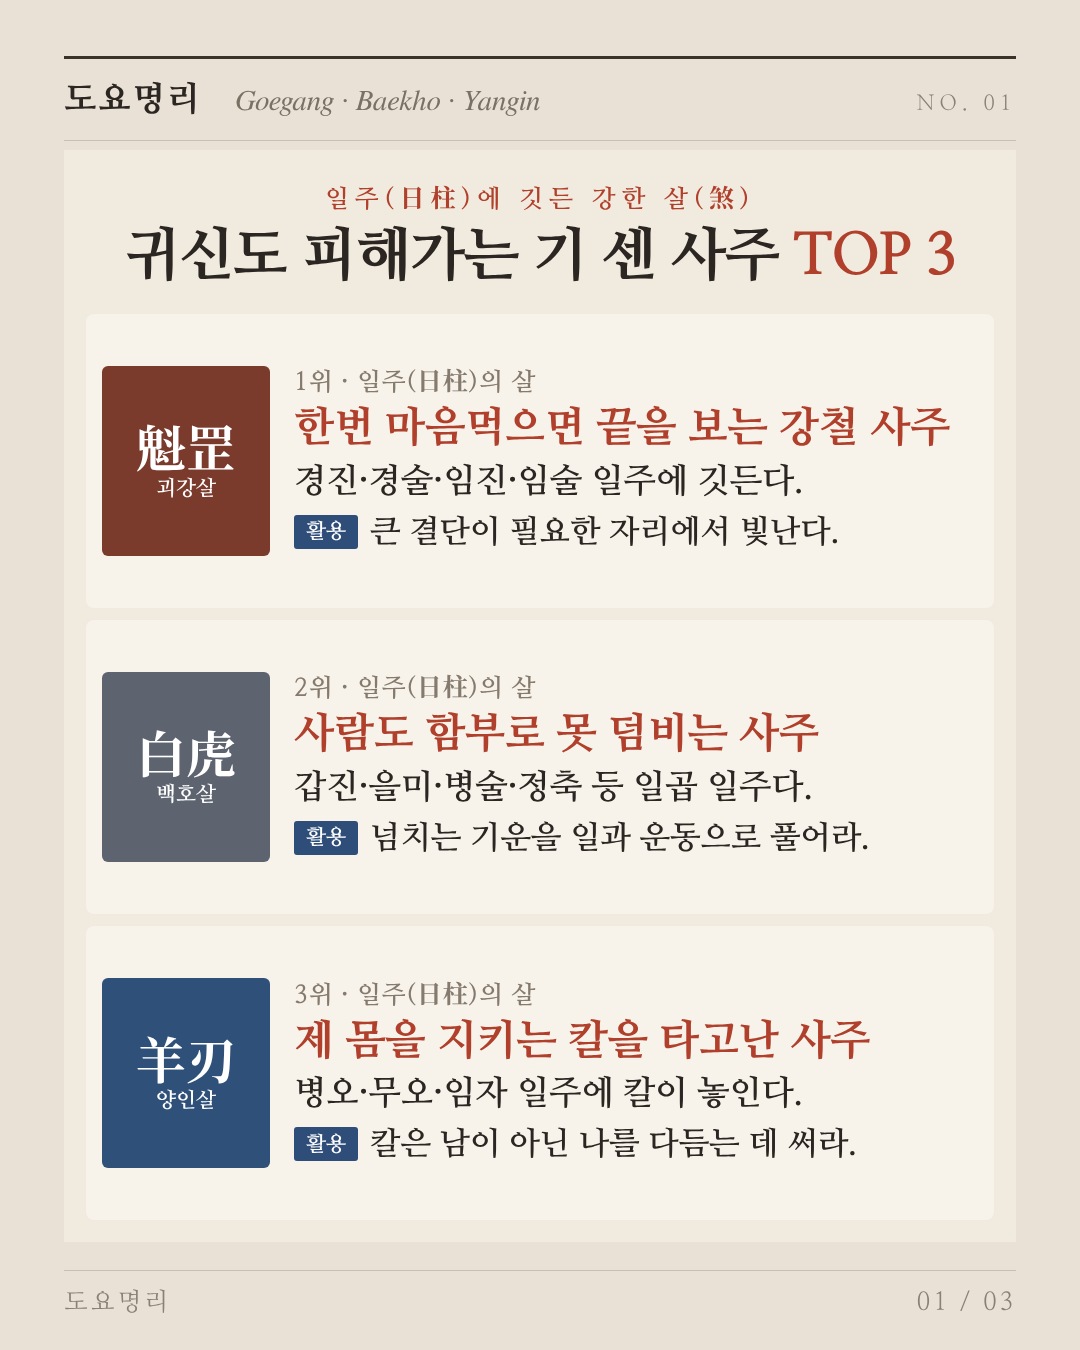 도요명리 Goegang · Baekho · Yangin NO. 01
일주(日柱)에 깃든 강한 살(煞)
귀신도 피해가는 기 센 사주 TOP 3
魁罡
괴강살
1위 · 일주(日柱)의 살
한번 마음먹으면 끝을 보는 강철 사주
경진·경술·임진·임술 일주에 깃든다.
활용 큰 결단이 필요한 자리에서 빛난다.
白虎
백호살
2위 · 일주(日柱)의 살
사람도 함부로 못 덤비는 사주
갑진·을미·병술·정축 등 일곱 일주다.
활용 넘치는 기운을 일과 운동으로 풀어라.
羊刃
양인살
3위 · 일주(日柱)의 살
제 몸을 지키는 칼을 타고난 사주
병오·무오·임자 일주에 칼이 놓인다.
활용 칼은 남이 아닌 나를 다듬는 데 써라.
도요명리 01 / 03